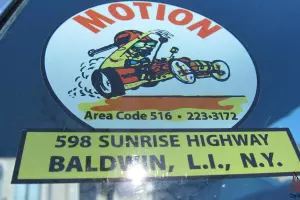 MOTION
Area Code 516 • 223-3172
598 SUNRISE HIGHWAY
BALDWIN, L.I., N.Y.